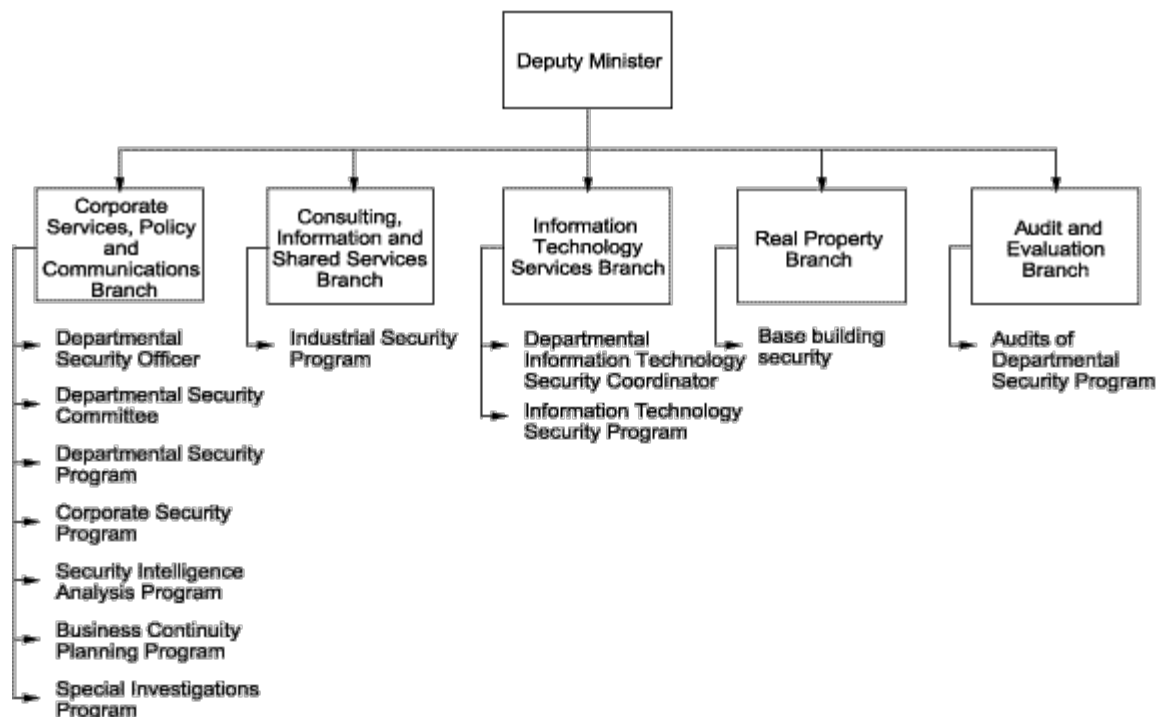 Deputy Minister
Corporate
Services, Policy
and
Communications
Branch
Consulting,
Information and
Shared Services
Branch
Information
Technology
Services Branch
Real Property
Branch
Audit and
Evaluation
Branch
Departmental
Security Officer
Departmental Security
Committee
Departmental Security
Program
Corporate Security
Program
Security Intelligence
Analysis Program
Business Continuity
Planning Program
Special Investigations
Program
Industrial Security
Program
Departmental
Information Technology
Security Coordinator
Information Technology
Security Program
Base building
security
Audits of
Departmental
Security Program